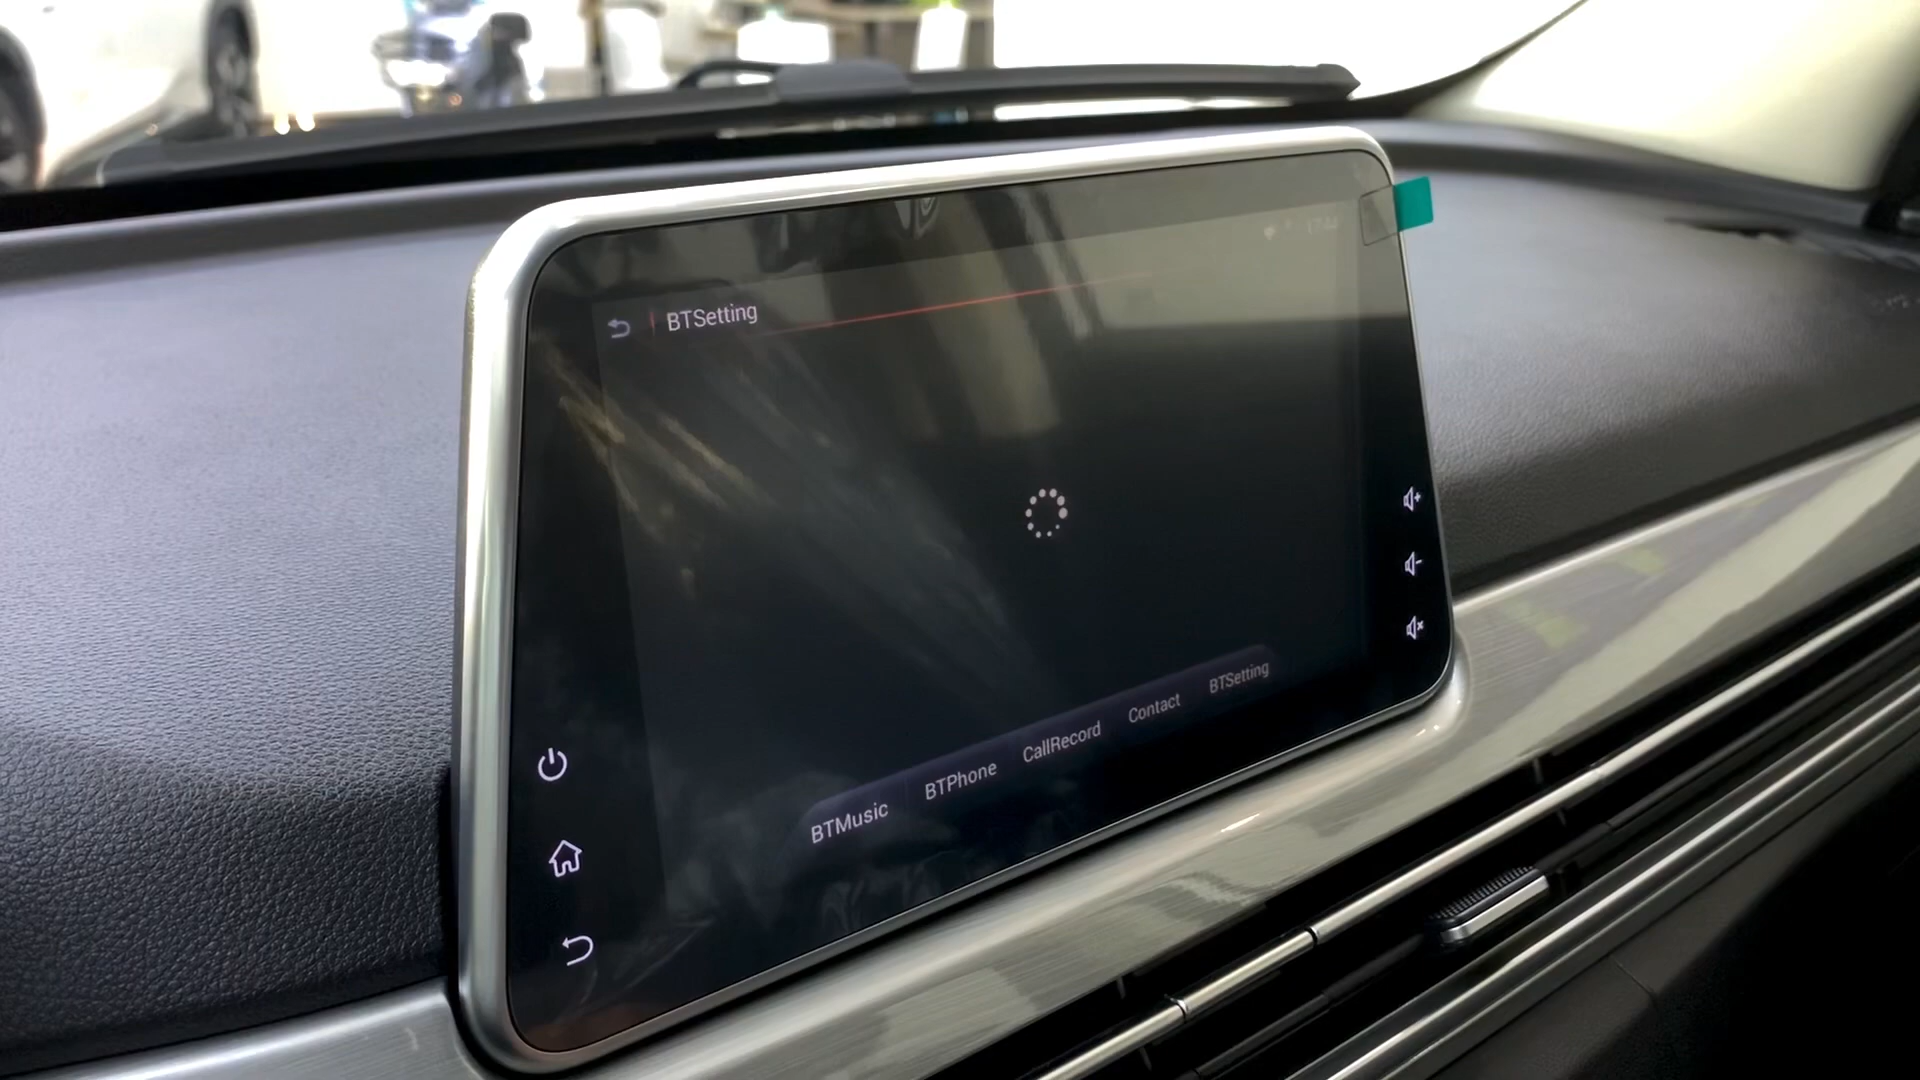 BTSetting
BTMusic
BTPhone
CallRecord
Contact
BTSetting